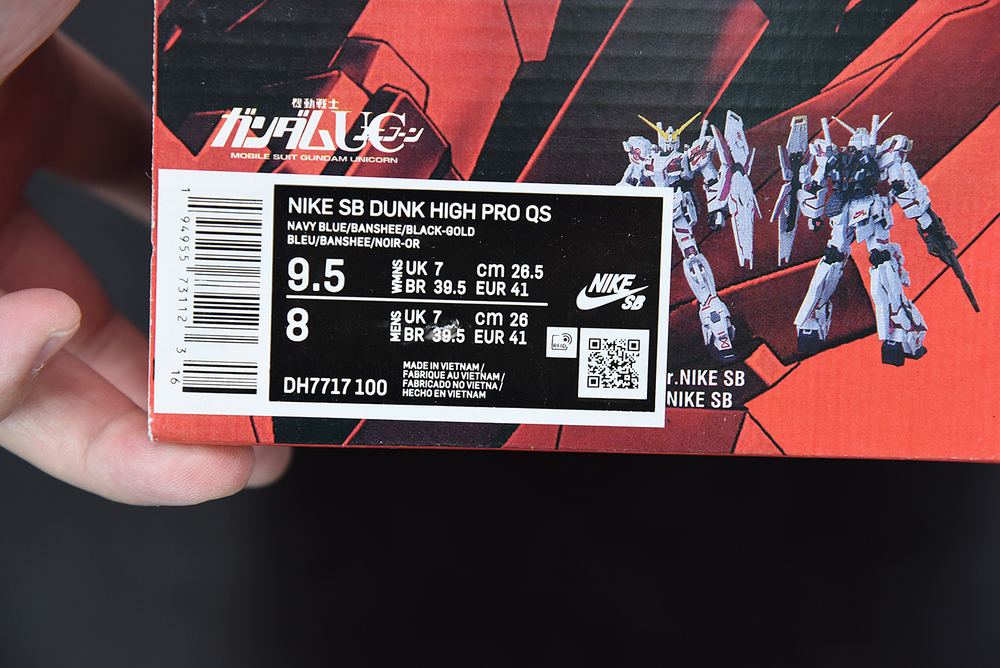 機動戦士
ガンダムUC
ユニコーン
MOBILE SUIT GUNDAM UNICORN
1 94955 73112 3 16
NIKE SB DUNK HIGH PRO QS
NAVY BLUE/BANSHEE/BLACK-GOLD
BLEU/BANSHEE/NOIR-OR
9.5 WMNS UK 7 cm 26.5
BR 39.5 EUR 41
8 MENS UK 7 cm 26
BR 39.5 EUR 41
NIKE
SB
MADE IN VIETNAM /
FABRIQUE AU VIETNAM /
FABRICADO NO VIETNA /
HECHO EN VIETNAM
DH7717 100
r.NIKE SB
NIKE SB